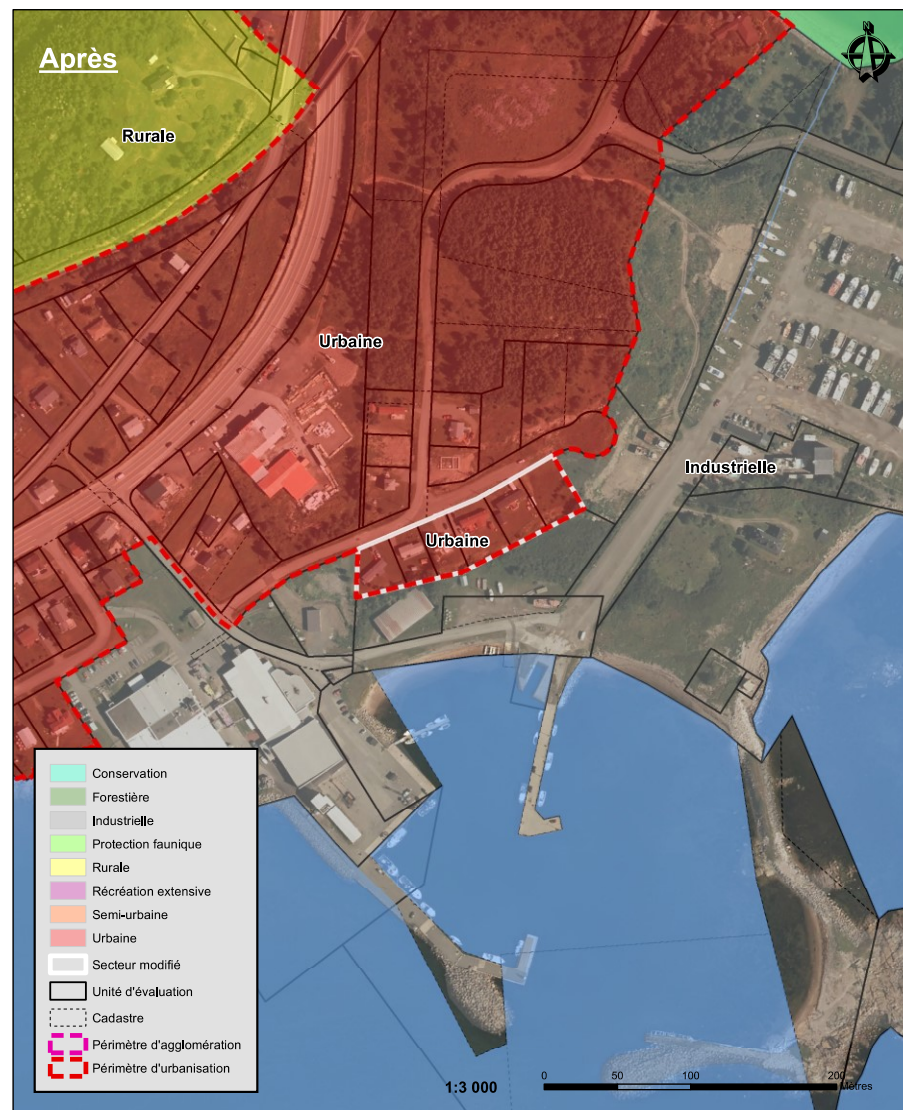 Après
N
Rurale
Urbaine
Industrielle
Urbaine
Conservation
Forestière
Industrielle
Protection faunique
Rurale
Récréation extensive
Semi-urbaine
Urbaine
Secteur modifié
Unité d'évaluation
Cadastre
Périmètre d'agglomération
Périmètre d'urbanisation
1:3 000
0 50 100 200
Mètres